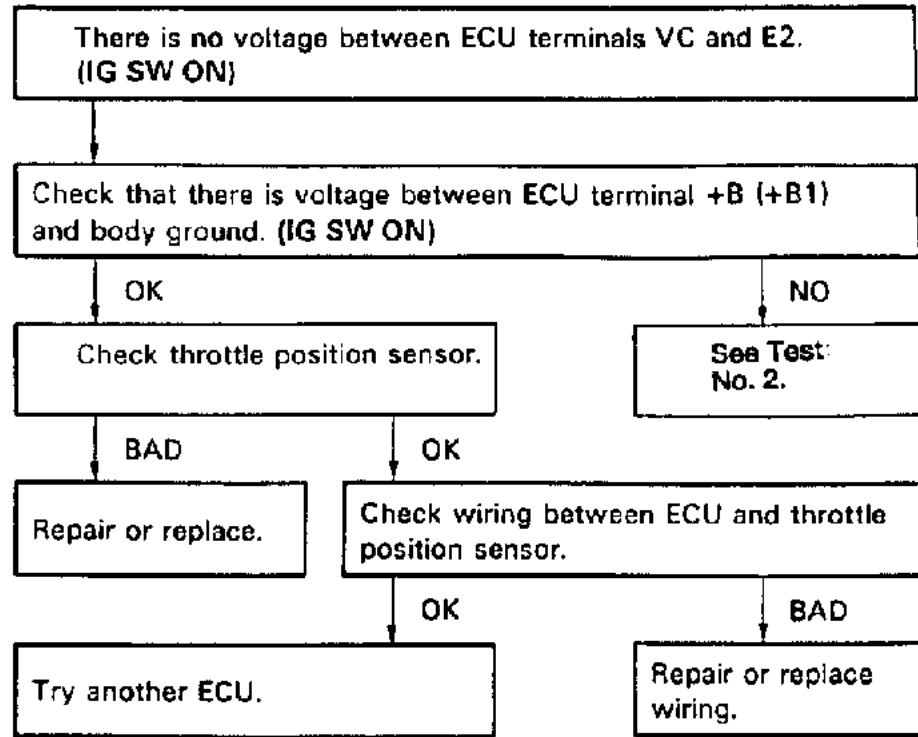 There is no voltage between ECU terminals VC and E2.
(IG SW ON)
Check that there is voltage between ECU terminal +B (+B1)
and body ground. (IG SW ON)
OK
NO
Check throttle position sensor.
See Test
No. 2.
BAD
OK
Repair or replace.
Check wiring between ECU and throttle
position sensor.
OK
BAD
Try another ECU.
Repair or replace
wiring.